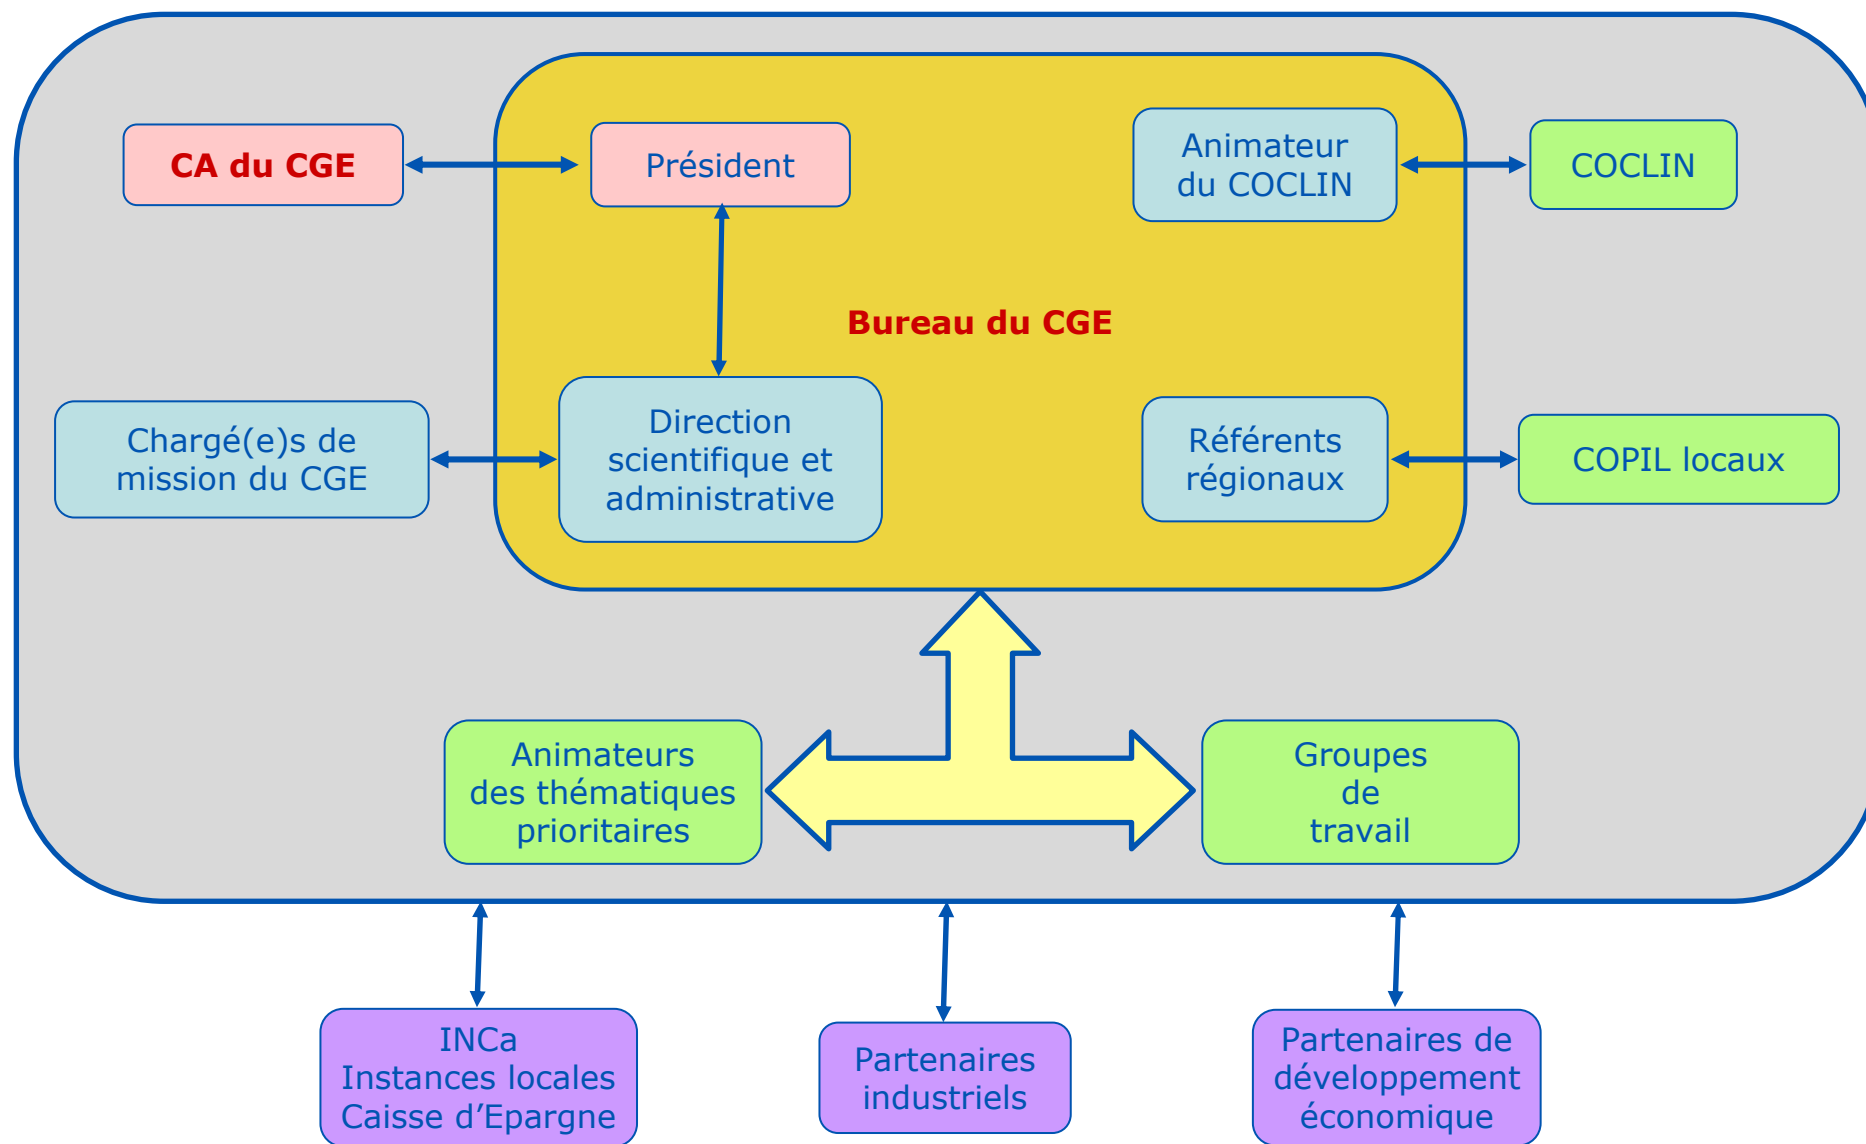 CA du CGE
Président
Animateur
du COCLIN
COCLIN
Bureau du CGE
Chargé(e)s de
mission du CGE
Direction
scientifique et
administrative
Référents
régionaux
COPIL locaux
Animateurs
des thématiques
prioritaires
Groupes
de
travail
INCa
Instances locales
Caisse d’Epargne
Partenaires
industriels
Partenaires de
développement
économique